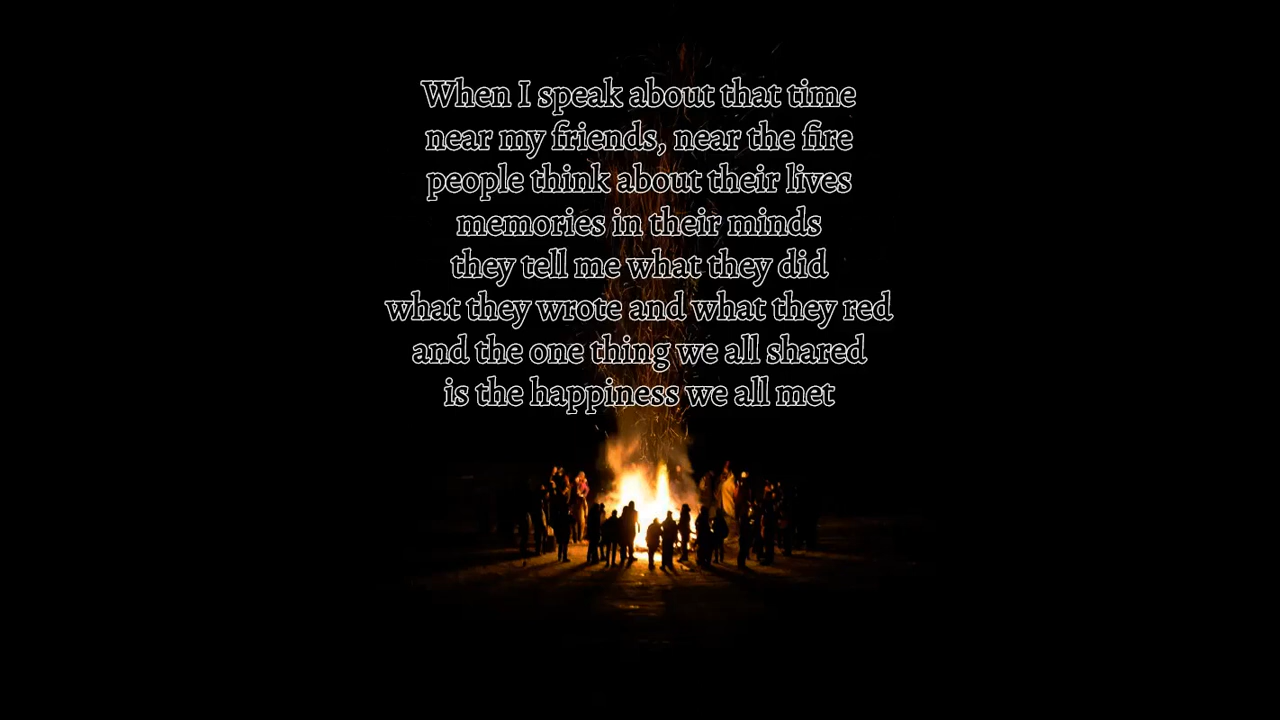 When I speak about that time
near my friends, near the fire
people think about their lives
memories in their minds
they tell me what they did
what they wrote and what they red
and the one thing we all shared
is the happiness we all met